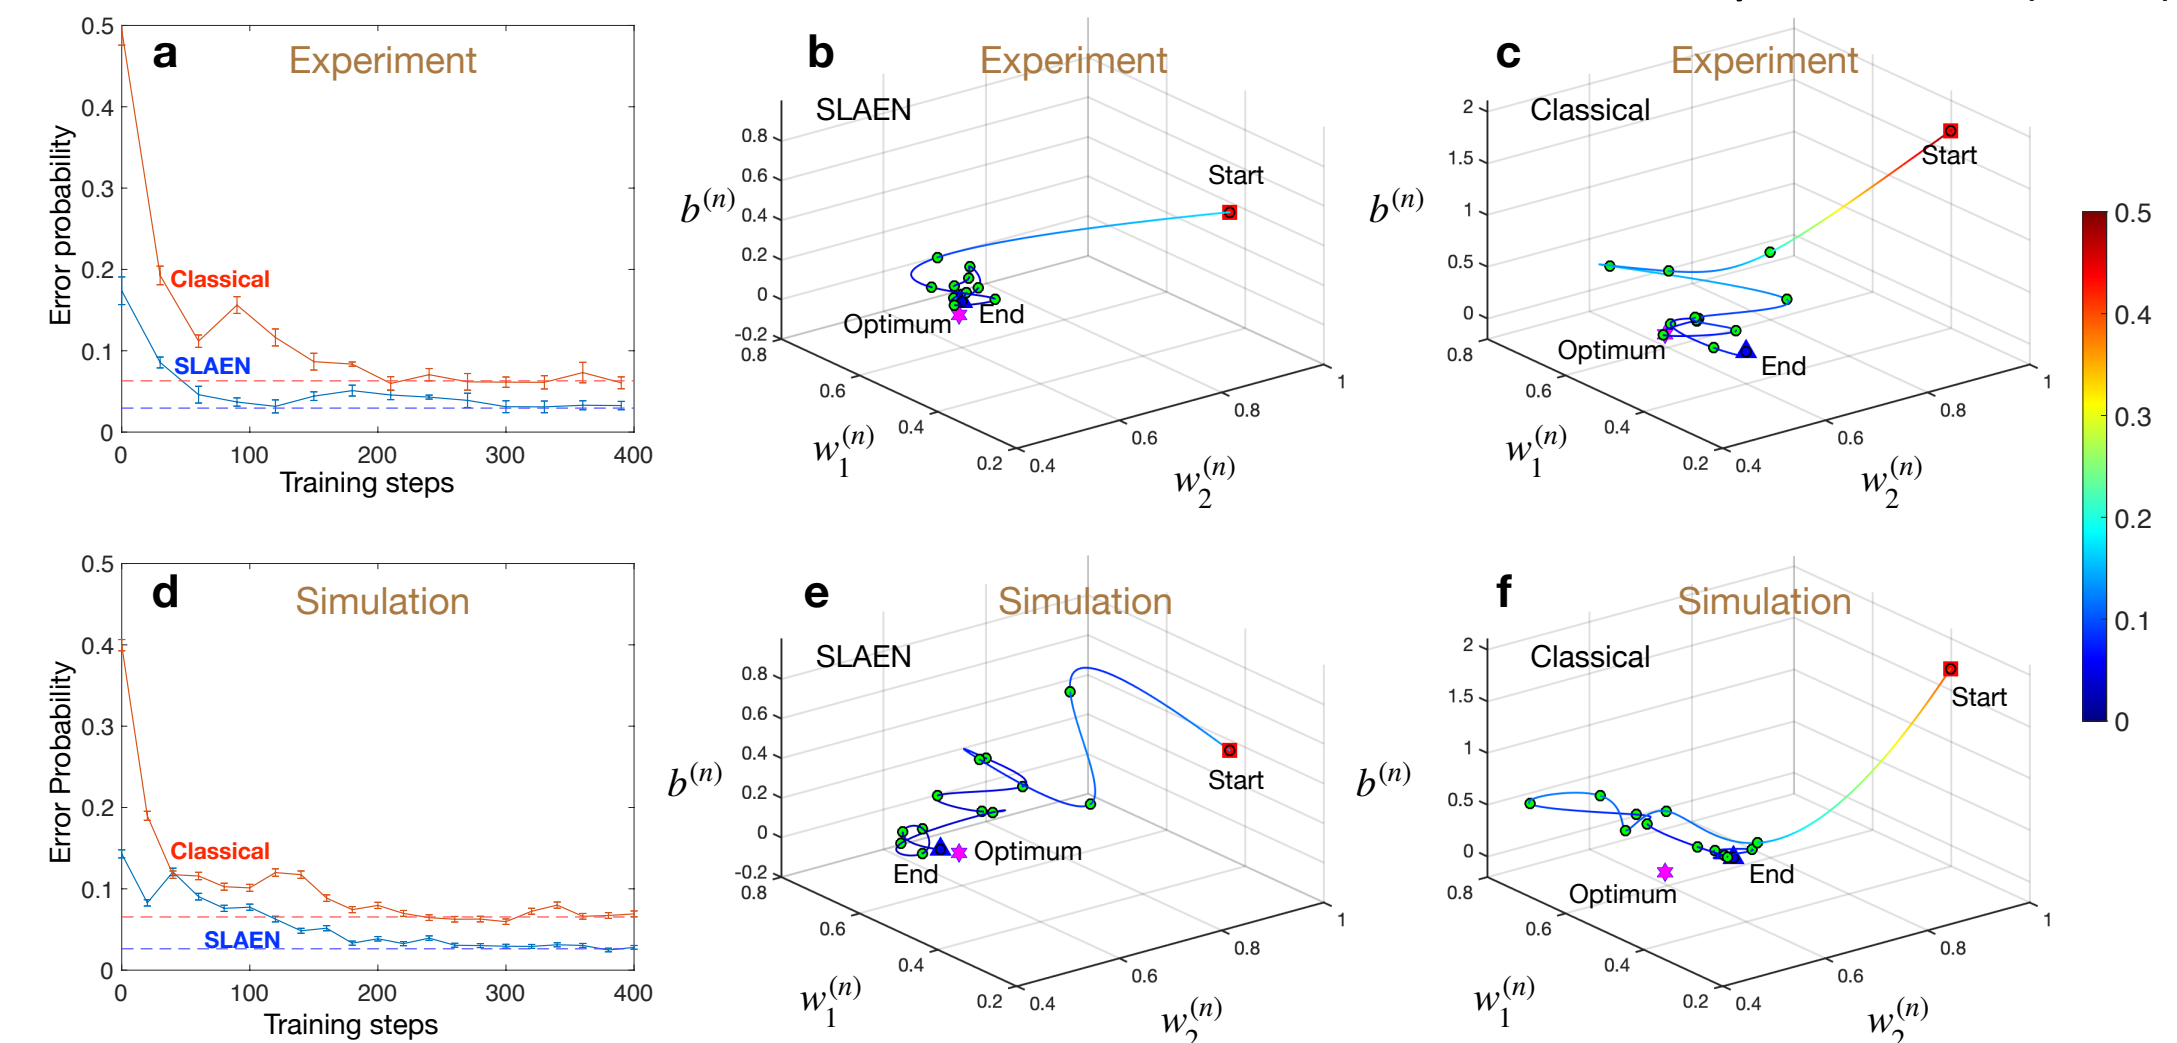 a
Experiment
0.5
0.4
0.3
0.2
0.1
0
Error probability
Classical
SLAEN
0
100
200
300
400
Training steps
b
Experiment
SLAEN
0.8
0.6
0.4
0.2
0
-0.2
b(n)
Start
Optimum
End
0.8
0.6
0.4
0.2
w1(n)
0.4
0.6
0.8
1
w2(n)
c
Experiment
Classical
2
1.5
1
0.5
0
b(n)
Start
Optimum
End
0.8
0.6
0.4
0.2
w1(n)
0.4
0.6
0.8
1
w2(n)
0.5
0.4
0.3
0.2
0.1
0
d
Simulation
0.5
0.4
0.3
0.2
0.1
0
Error Probability
Classical
SLAEN
0
100
200
300
400
Training steps
e
Simulation
SLAEN
0.8
0.6
0.4
0.2
0
-0.2
b(n)
Start
Optimum
End
0.8
0.6
0.4
0.2
w1(n)
0.4
0.6
0.8
1
w2(n)
f
Simulation
Classical
2
1.5
1
0.5
0
b(n)
Start
Optimum
End
0.8
0.6
0.4
0.2
w1(n)
0.4
0.6
0.8
1
w2(n)